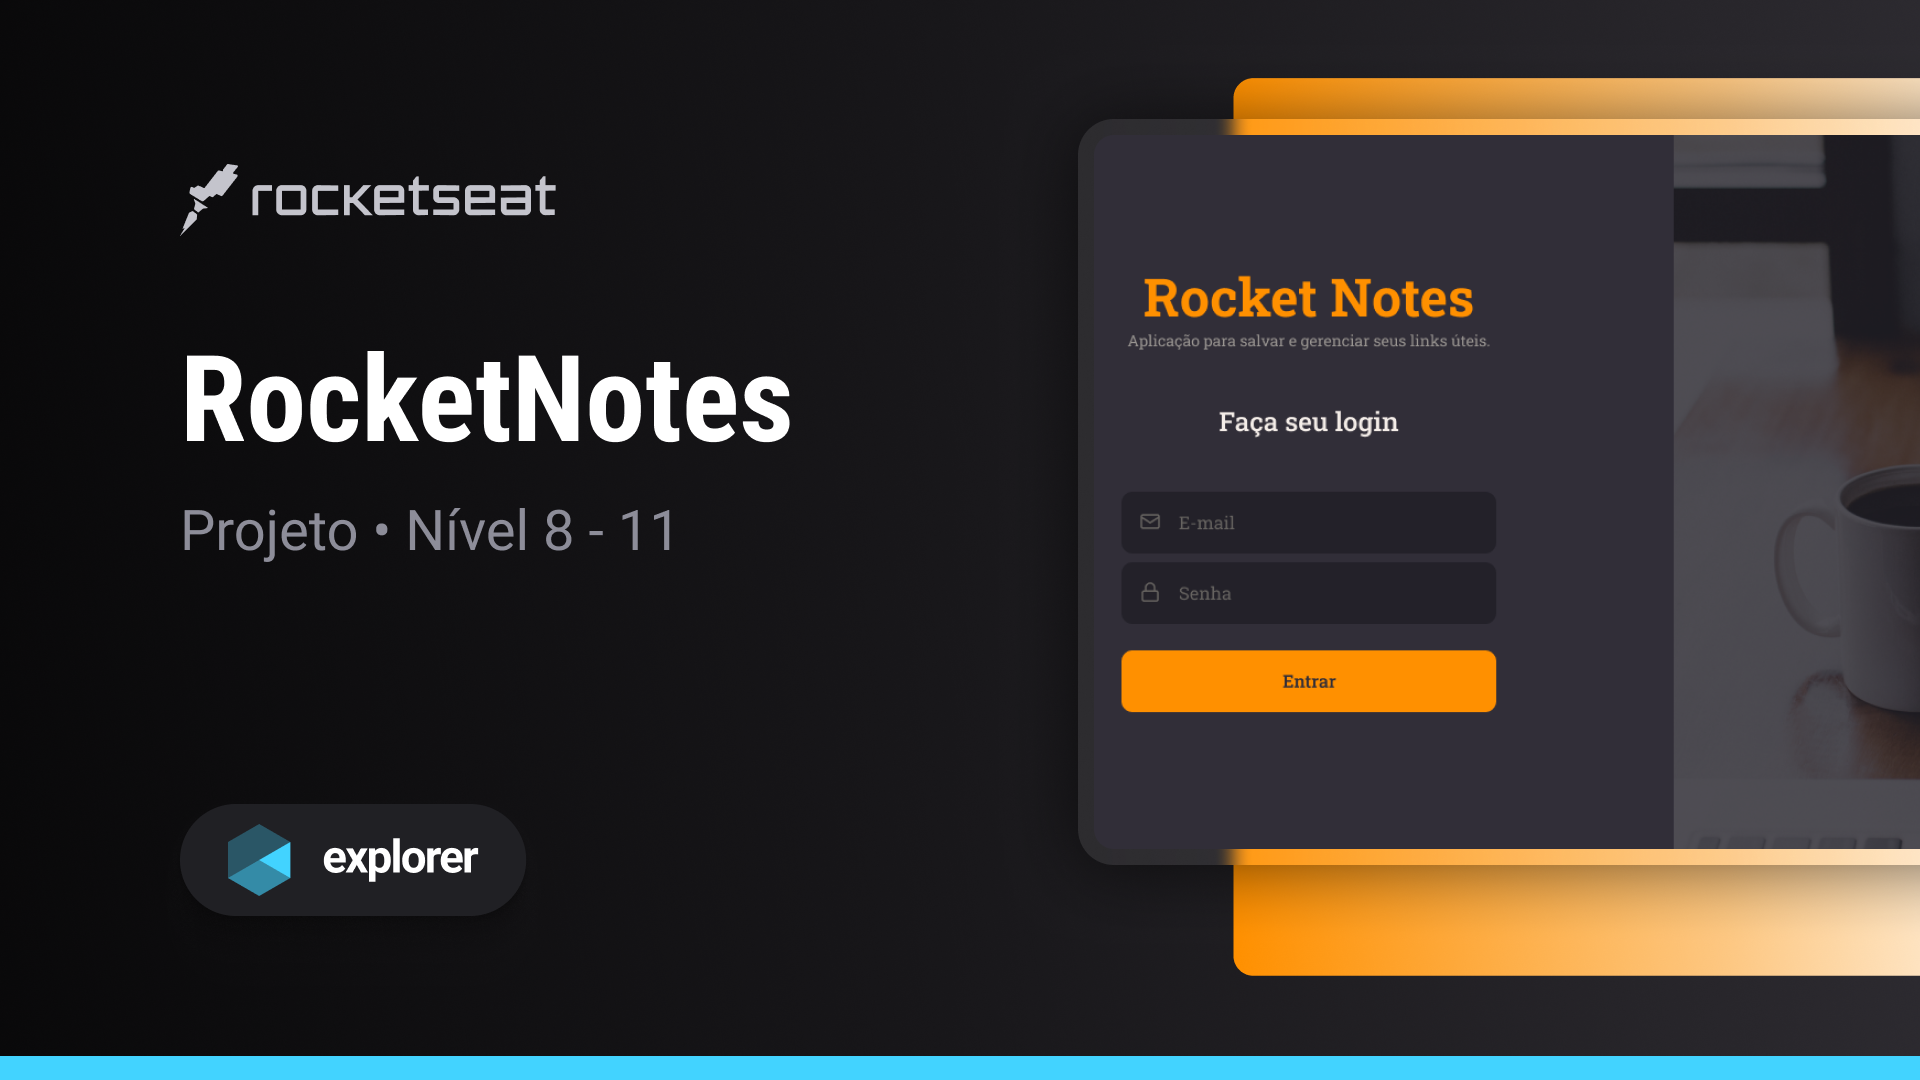 rocketseat
RocketNotes
Projeto • Nível 8 - 11
explorer
Rocket Notes
Aplicação para salvar e gerenciar seus links úteis.
Faça seu login
E-mail
Senha
Entrar